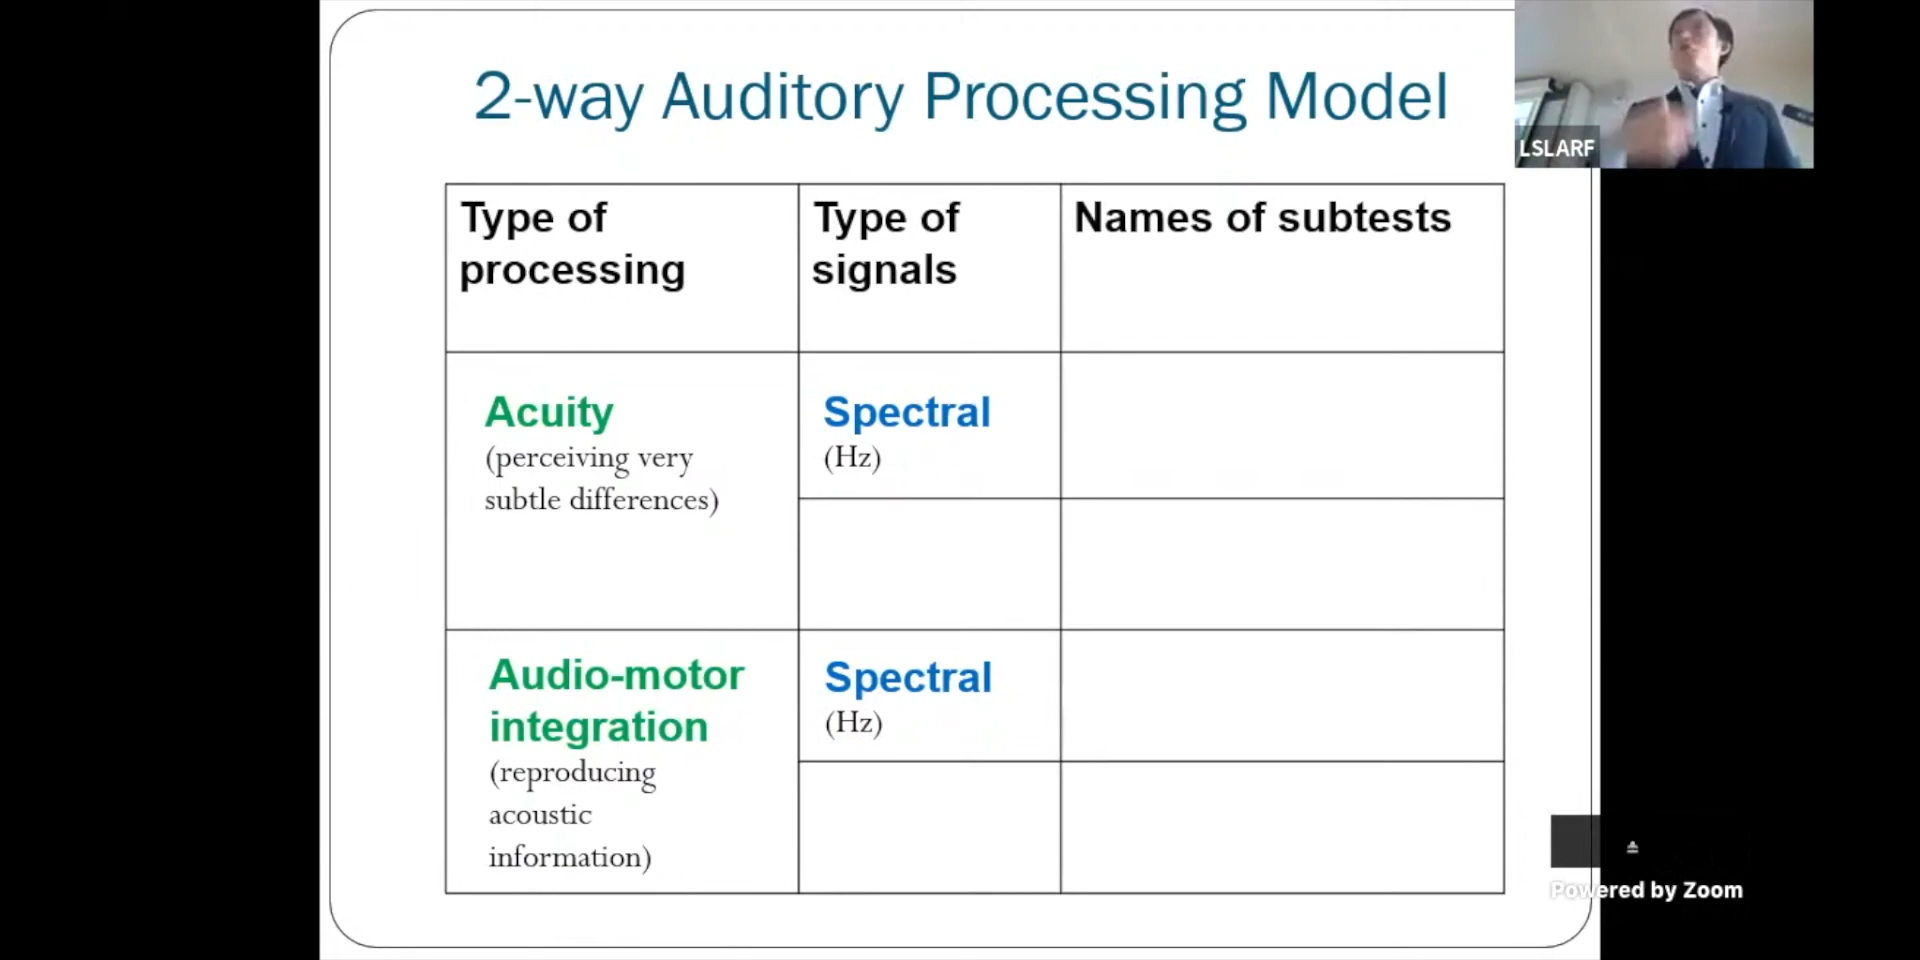 2-way Auditory Processing Model
LSLARF
Type of
processing
Type of
signals
Names of subtests
Acuity
(perceiving very
subtle differences)
Spectral
(Hz)
Audio-motor
integration
(reproducing
acoustic
information)
Spectral
(Hz)
Powered by Zoom